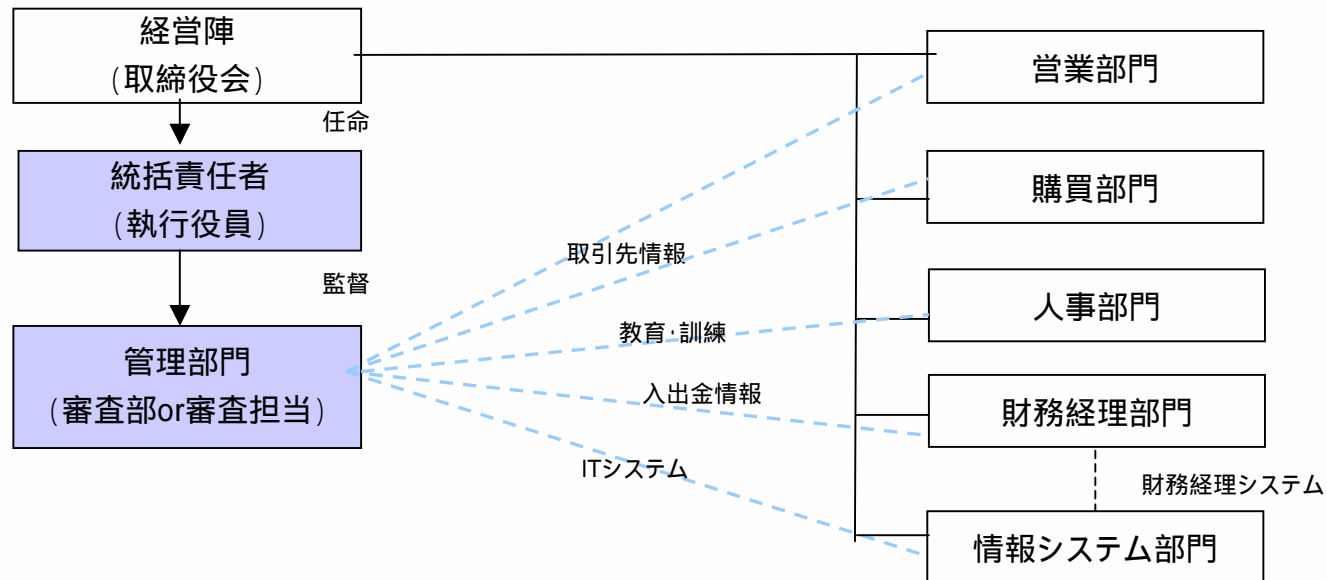 経営陣
(取締役会)
任命
統括責任者
(執行役員)
監督
管理部門
(審査部or審査担当)
取引先情報
教育･訓練
入出金情報
ITシステム
営業部門
購買部門
人事部門
財務経理部門
財務経理システム
情報システム部門